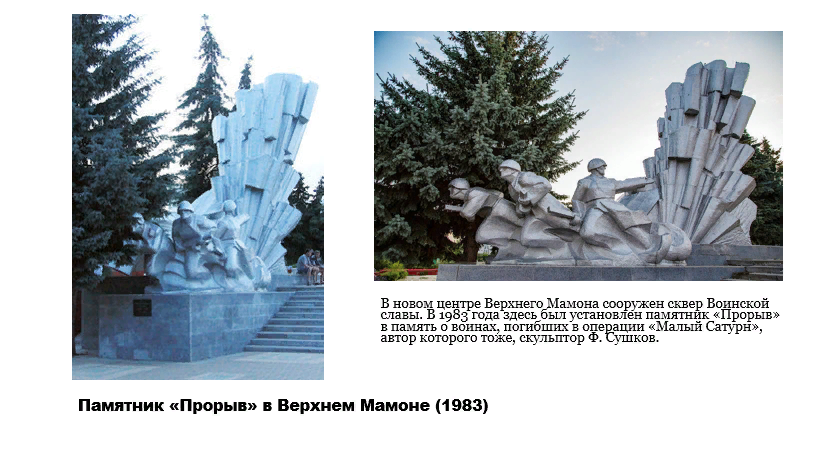 В новом центре Верхнего Мамона сооружен сквер Воинской
славы. В 1983 года здесь был установлен памятник «Прорыв»
в память о воинах, погибших в операции «Малый Сатурн»,
автор которого тоже, скульптор Ф. Сушков.
Памятник «Прорыв» в Верхнем Мамоне (1983)